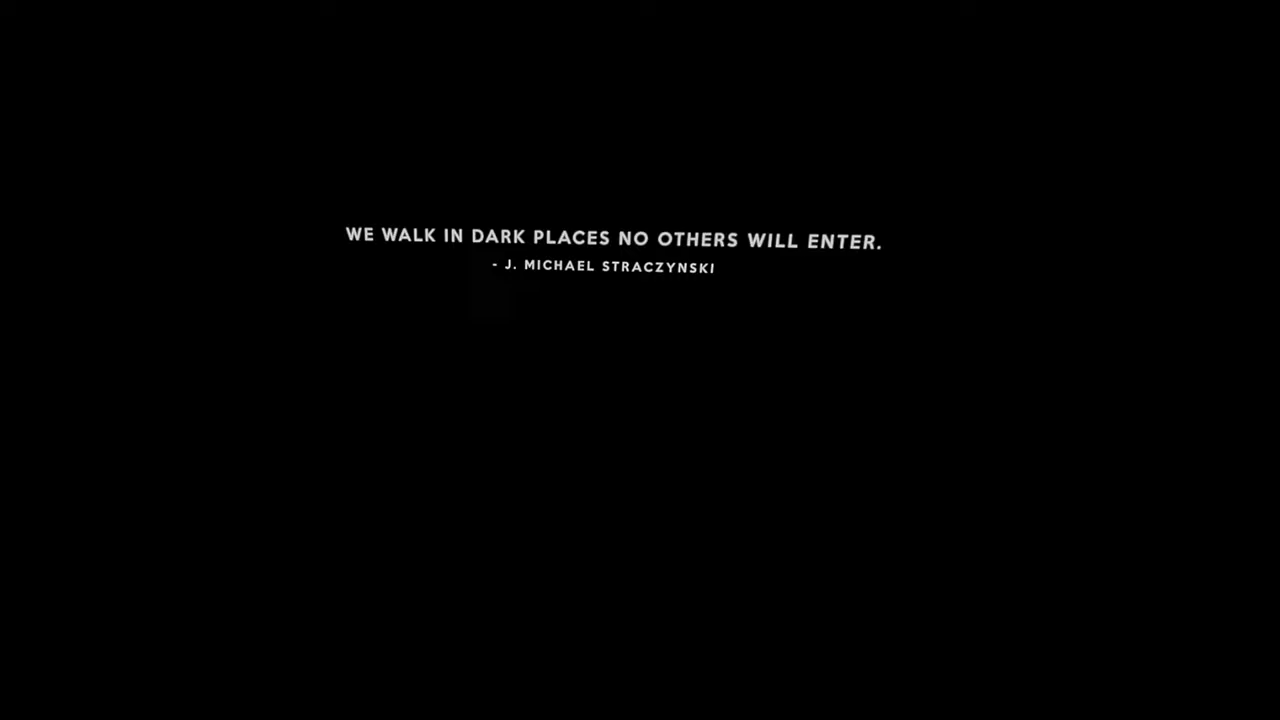 WE WALK IN DARK PLACES NO OTHERS WILL ENTER.
- J. MICHAEL STRACZYNSKI